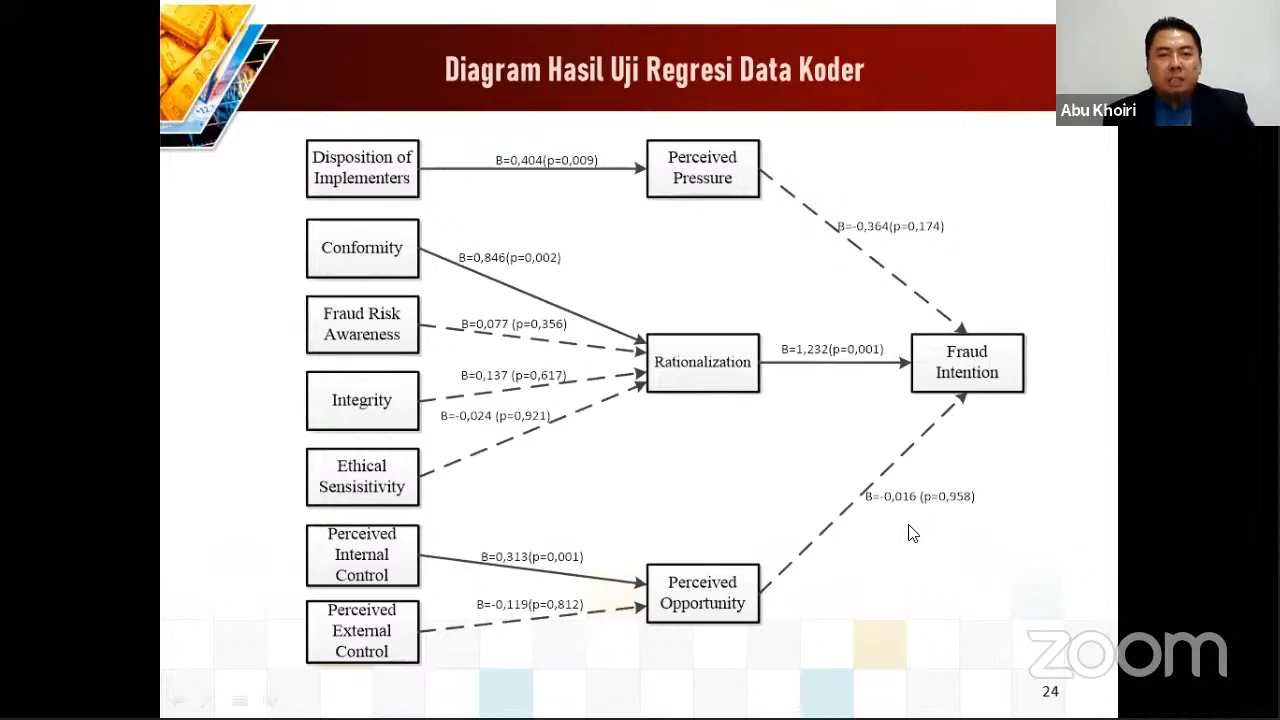 Diagram Hasil Uji Regresi Data Koder
Abu Khoiri
Disposition of
Implementers
B=0,404(p=0,009)
Perceived
Pressure
B=-0,364(p=0,174)
Conformity
B=0,846(p=0,002)
Fraud Risk
Awareness
B=0,077 (p=0,356)
Rationalization
B=1,232(p=0,001)
Fraud
Intention
Integrity
B=0,137 (p=0,617)
B=-0,024 (p=0,921)
Ethical
Sensisitivity
B=-0,016 (p=0,958)
Perceived
Internal
Control
B=0,313(p=0,001)
Perceived
Opportunity
B=-0,119(p=0,812)
Perceived
External
Control
zoom
24